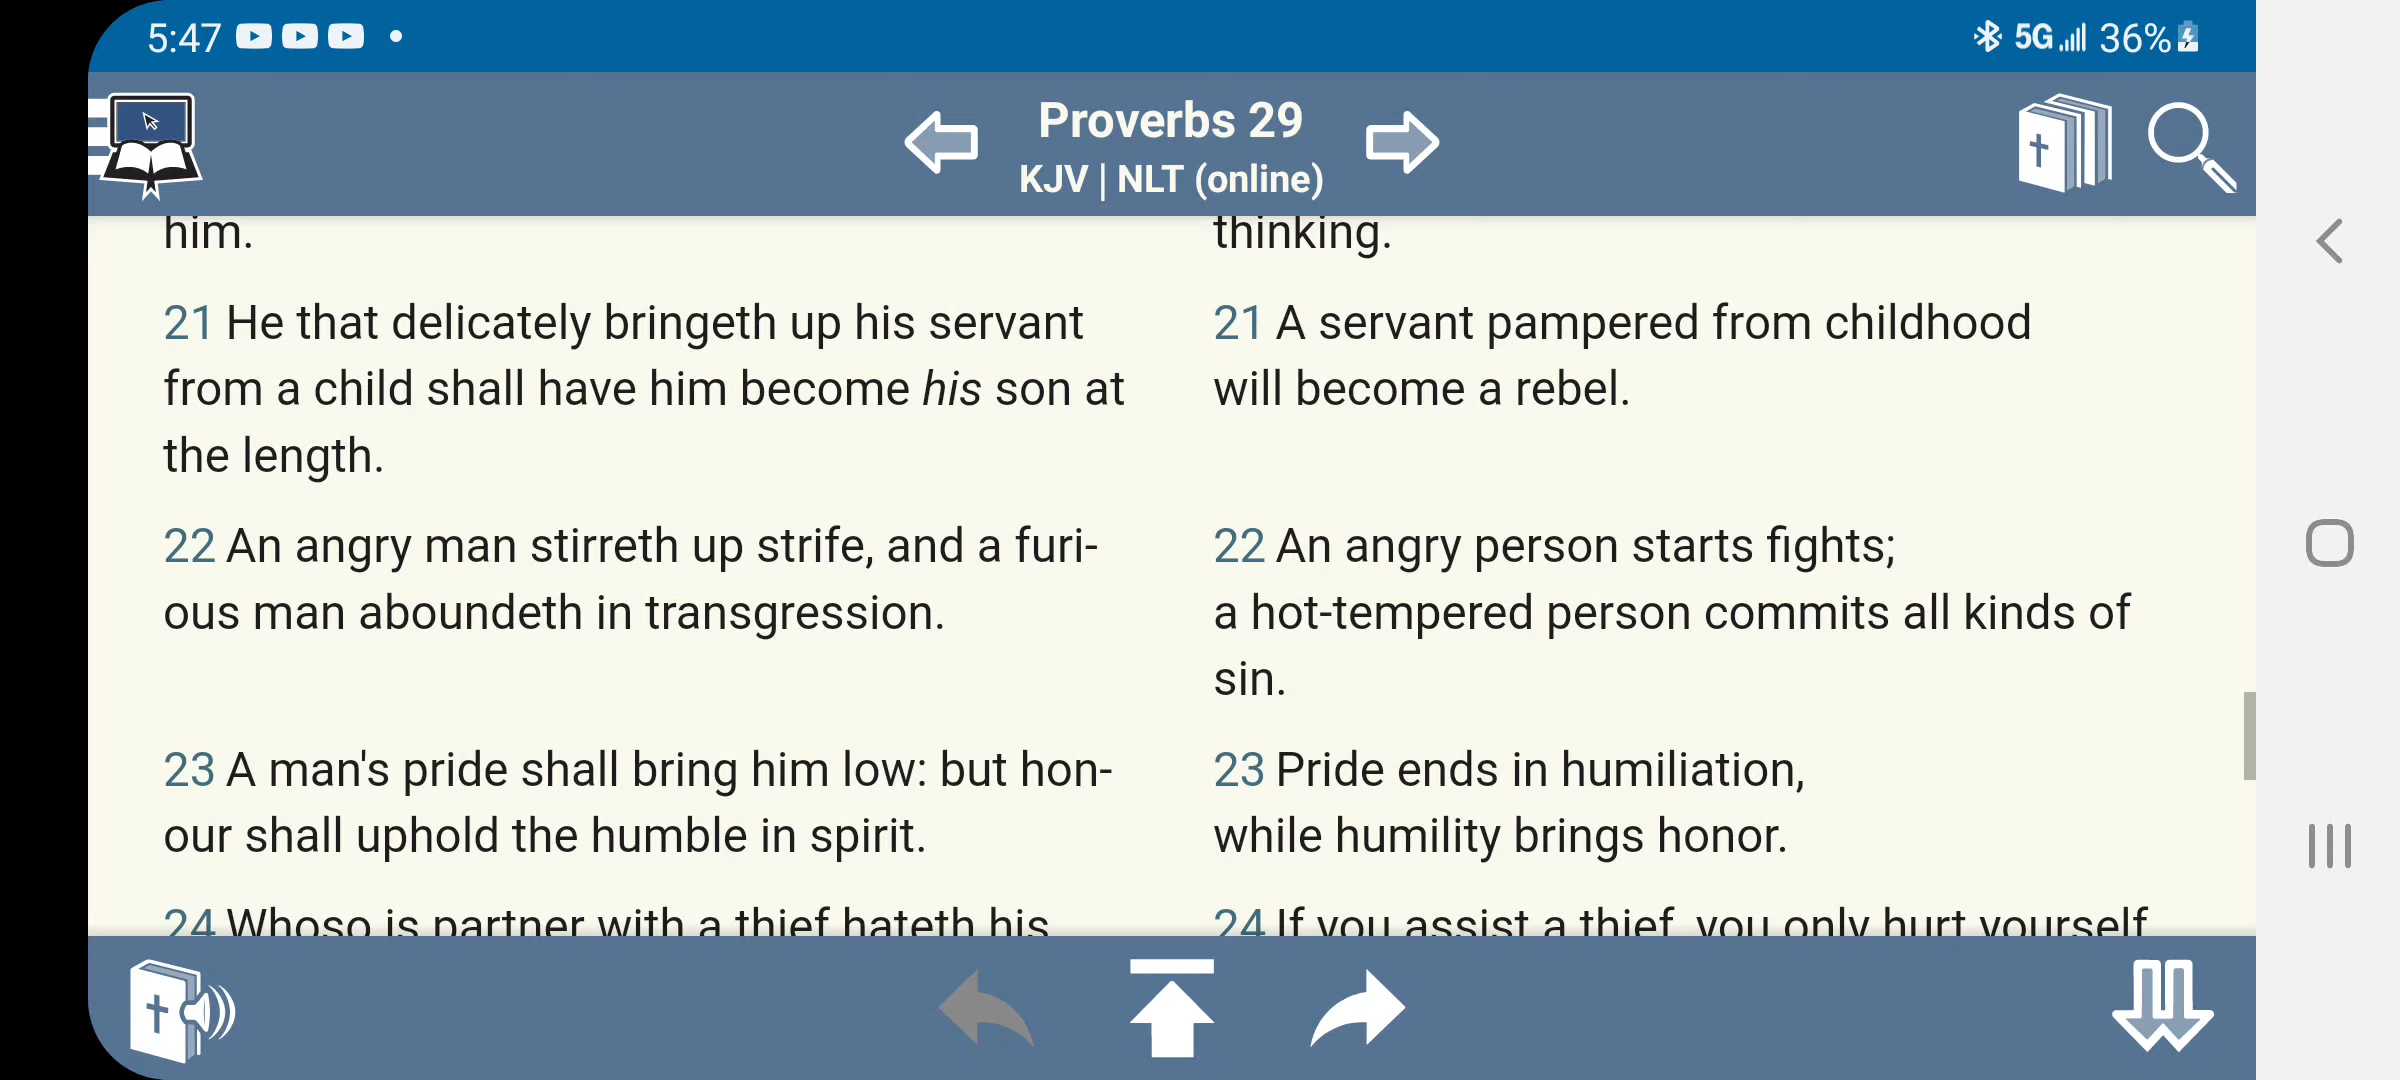 5:47
5G 36%
Proverbs 29
KJV | NLT (online)
him.
21 He that delicately bringeth up his servant
from a child shall have him become his son at
the length.
22 An angry man stirreth up strife, and a furi-
ous man aboundeth in transgression.
23 A man's pride shall bring him low: but hon-
our shall uphold the humble in spirit.
24 Whoso is partner with a thief hateth his
thinking.
21 A servant pampered from childhood
will become a rebel.
22 An angry person starts fights;
a hot-tempered person commits all kinds of
sin.
23 Pride ends in humiliation,
while humility brings honor.
24 If you assist a thief, you only hurt yourself